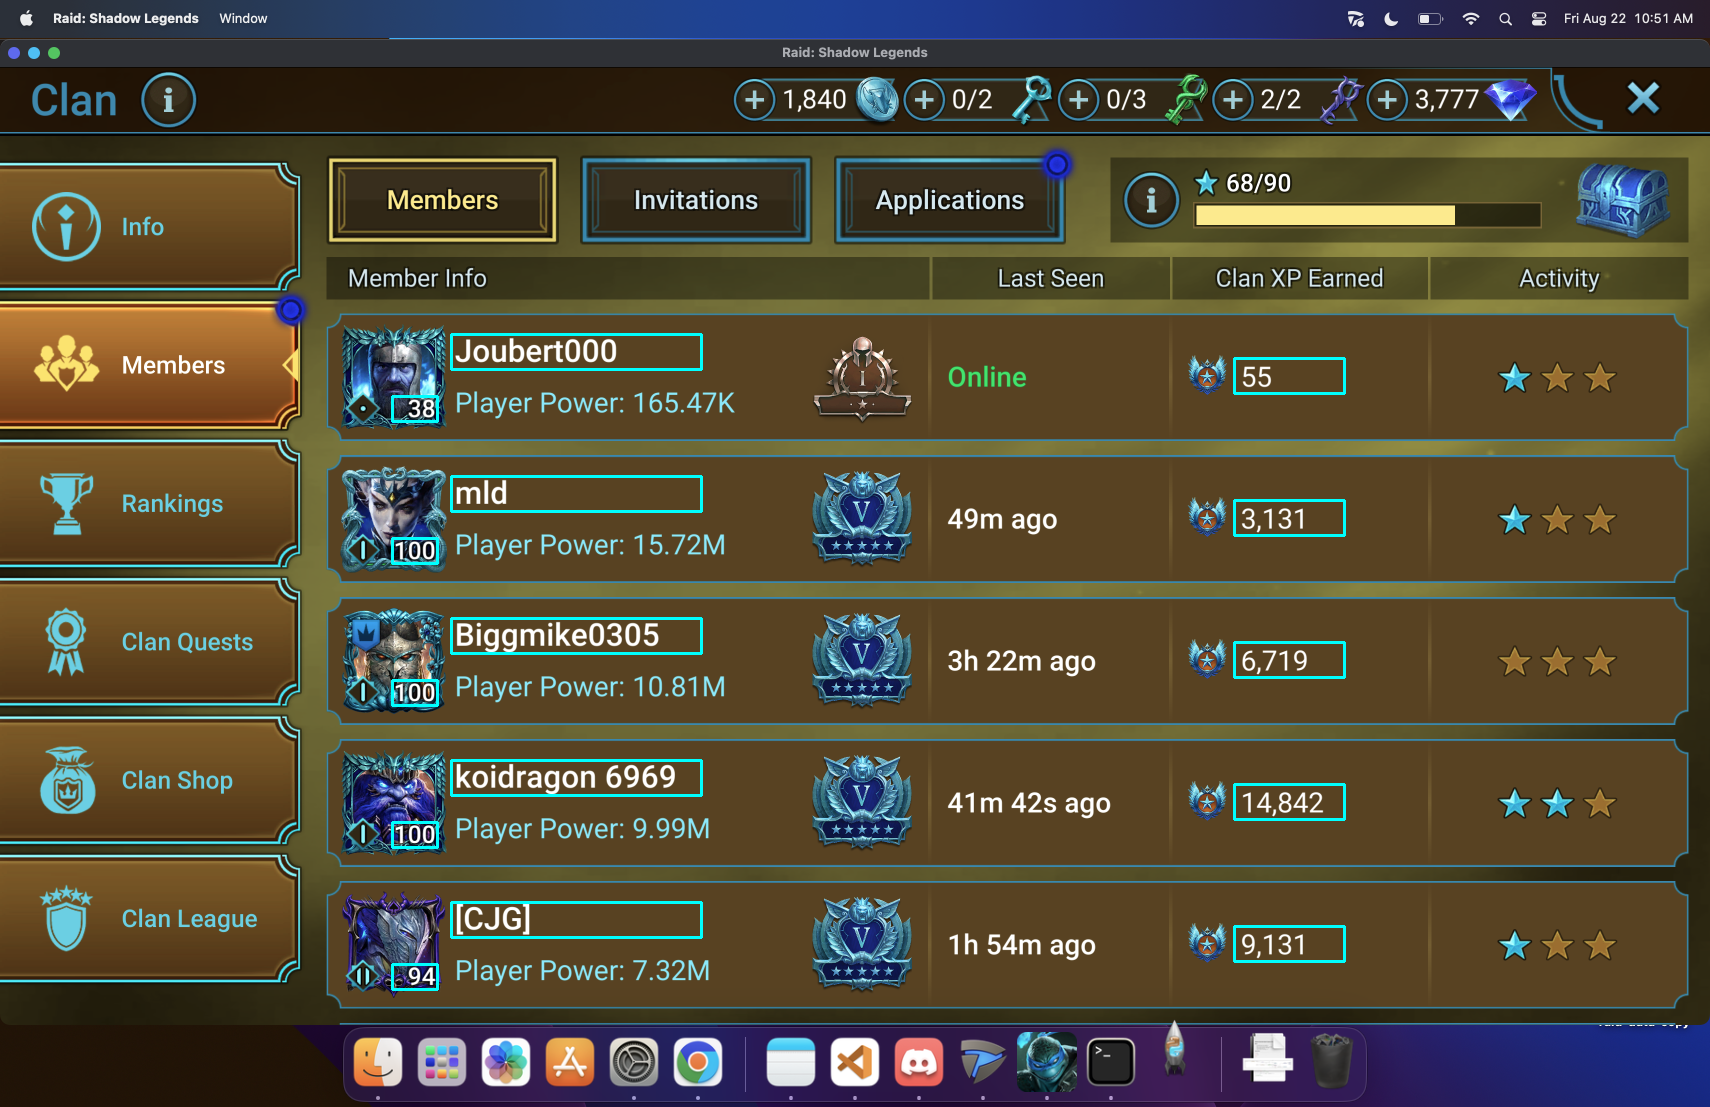 Raid: Shadow Legends Window Fri Aug 22 10:51 AM
Raid: Shadow Legends
Clan i 1,840 0/2 0/3 2/2 3,777
Members Invitations Applications i 68/90
Info
Members
Rankings
Clan Quests
Clan Shop
Clan League
Member Info Last Seen Clan XP Earned Activity
Joubert000
38 Player Power: 165.47K I Online 55
mld
100 Player Power: 15.72M V 49m ago 3,131
Biggmike0305
100 Player Power: 10.81M V 3h 22m ago 6,719
koidragon 6969
100 Player Power: 9.99M V 41m 42s ago 14,842
[CJG]
94 Player Power: 7.32M V 1h 54m ago 9,131